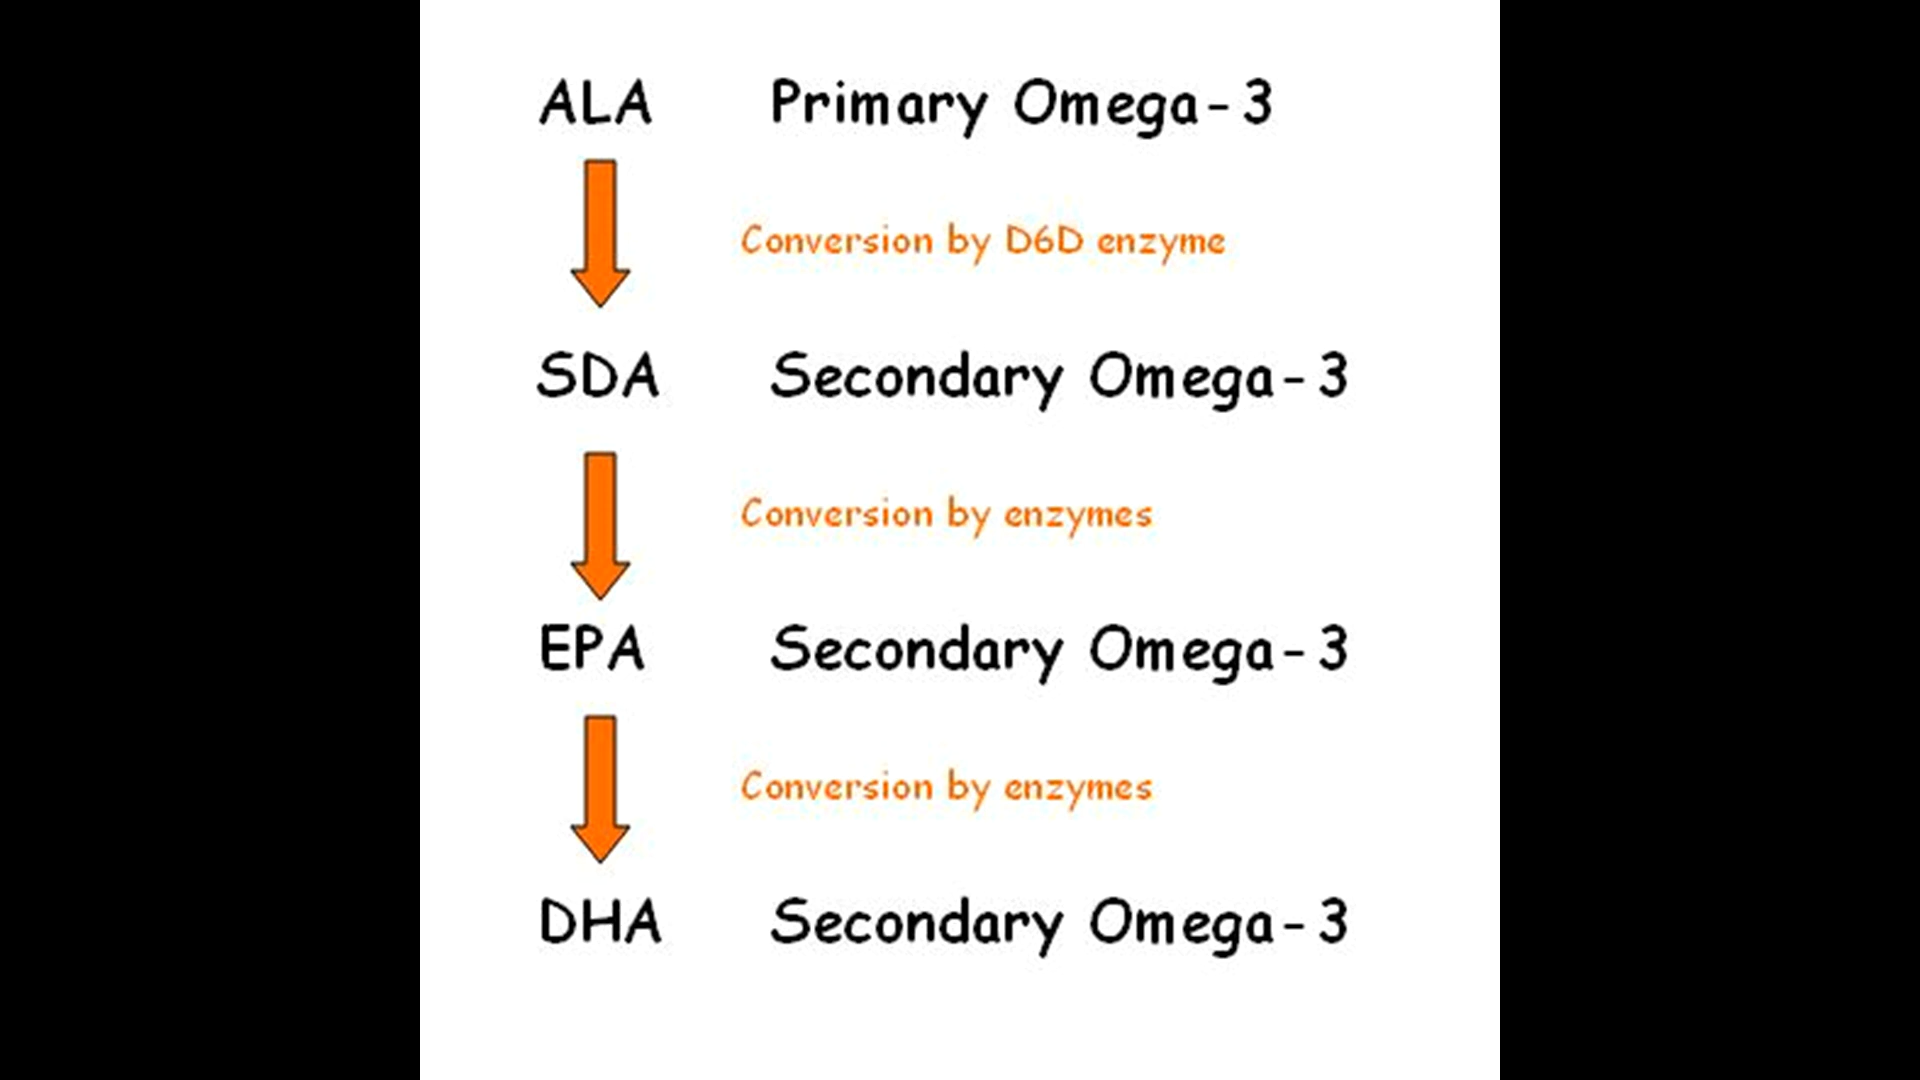 ALA Primary Omega-3
Conversion by D6D enzyme
SDA Secondary Omega-3
Conversion by enzymes
EPA Secondary Omega-3
Conversion by enzymes
DHA Secondary Omega-3